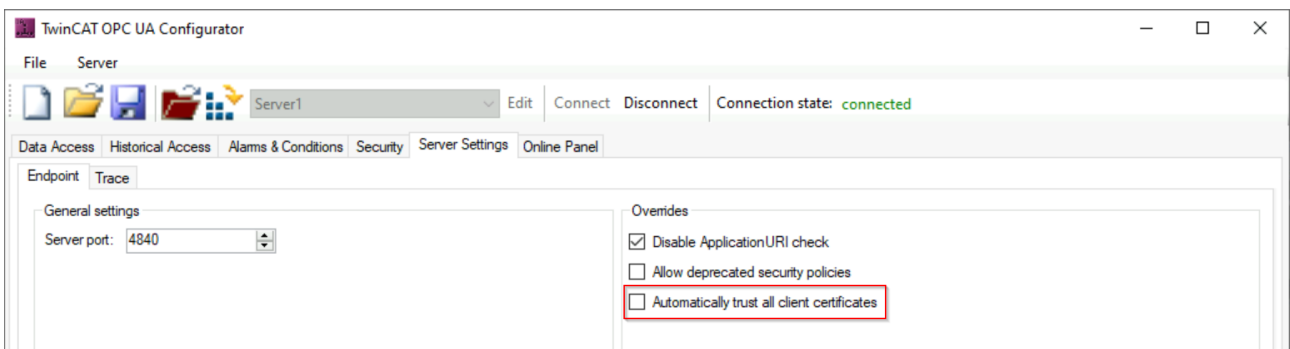 TwinCAT OPC UA Configurator
File Server
Server1 Edit Connect Disconnect Connection state: connected
Data Access Historical Access Alarms & Conditions Security Server Settings Online Panel
Endpoint Trace
General settings
Server port: 4840
Overrides
Disable ApplicationURI check
Allow deprecated security policies
Automatically trust all client certificates